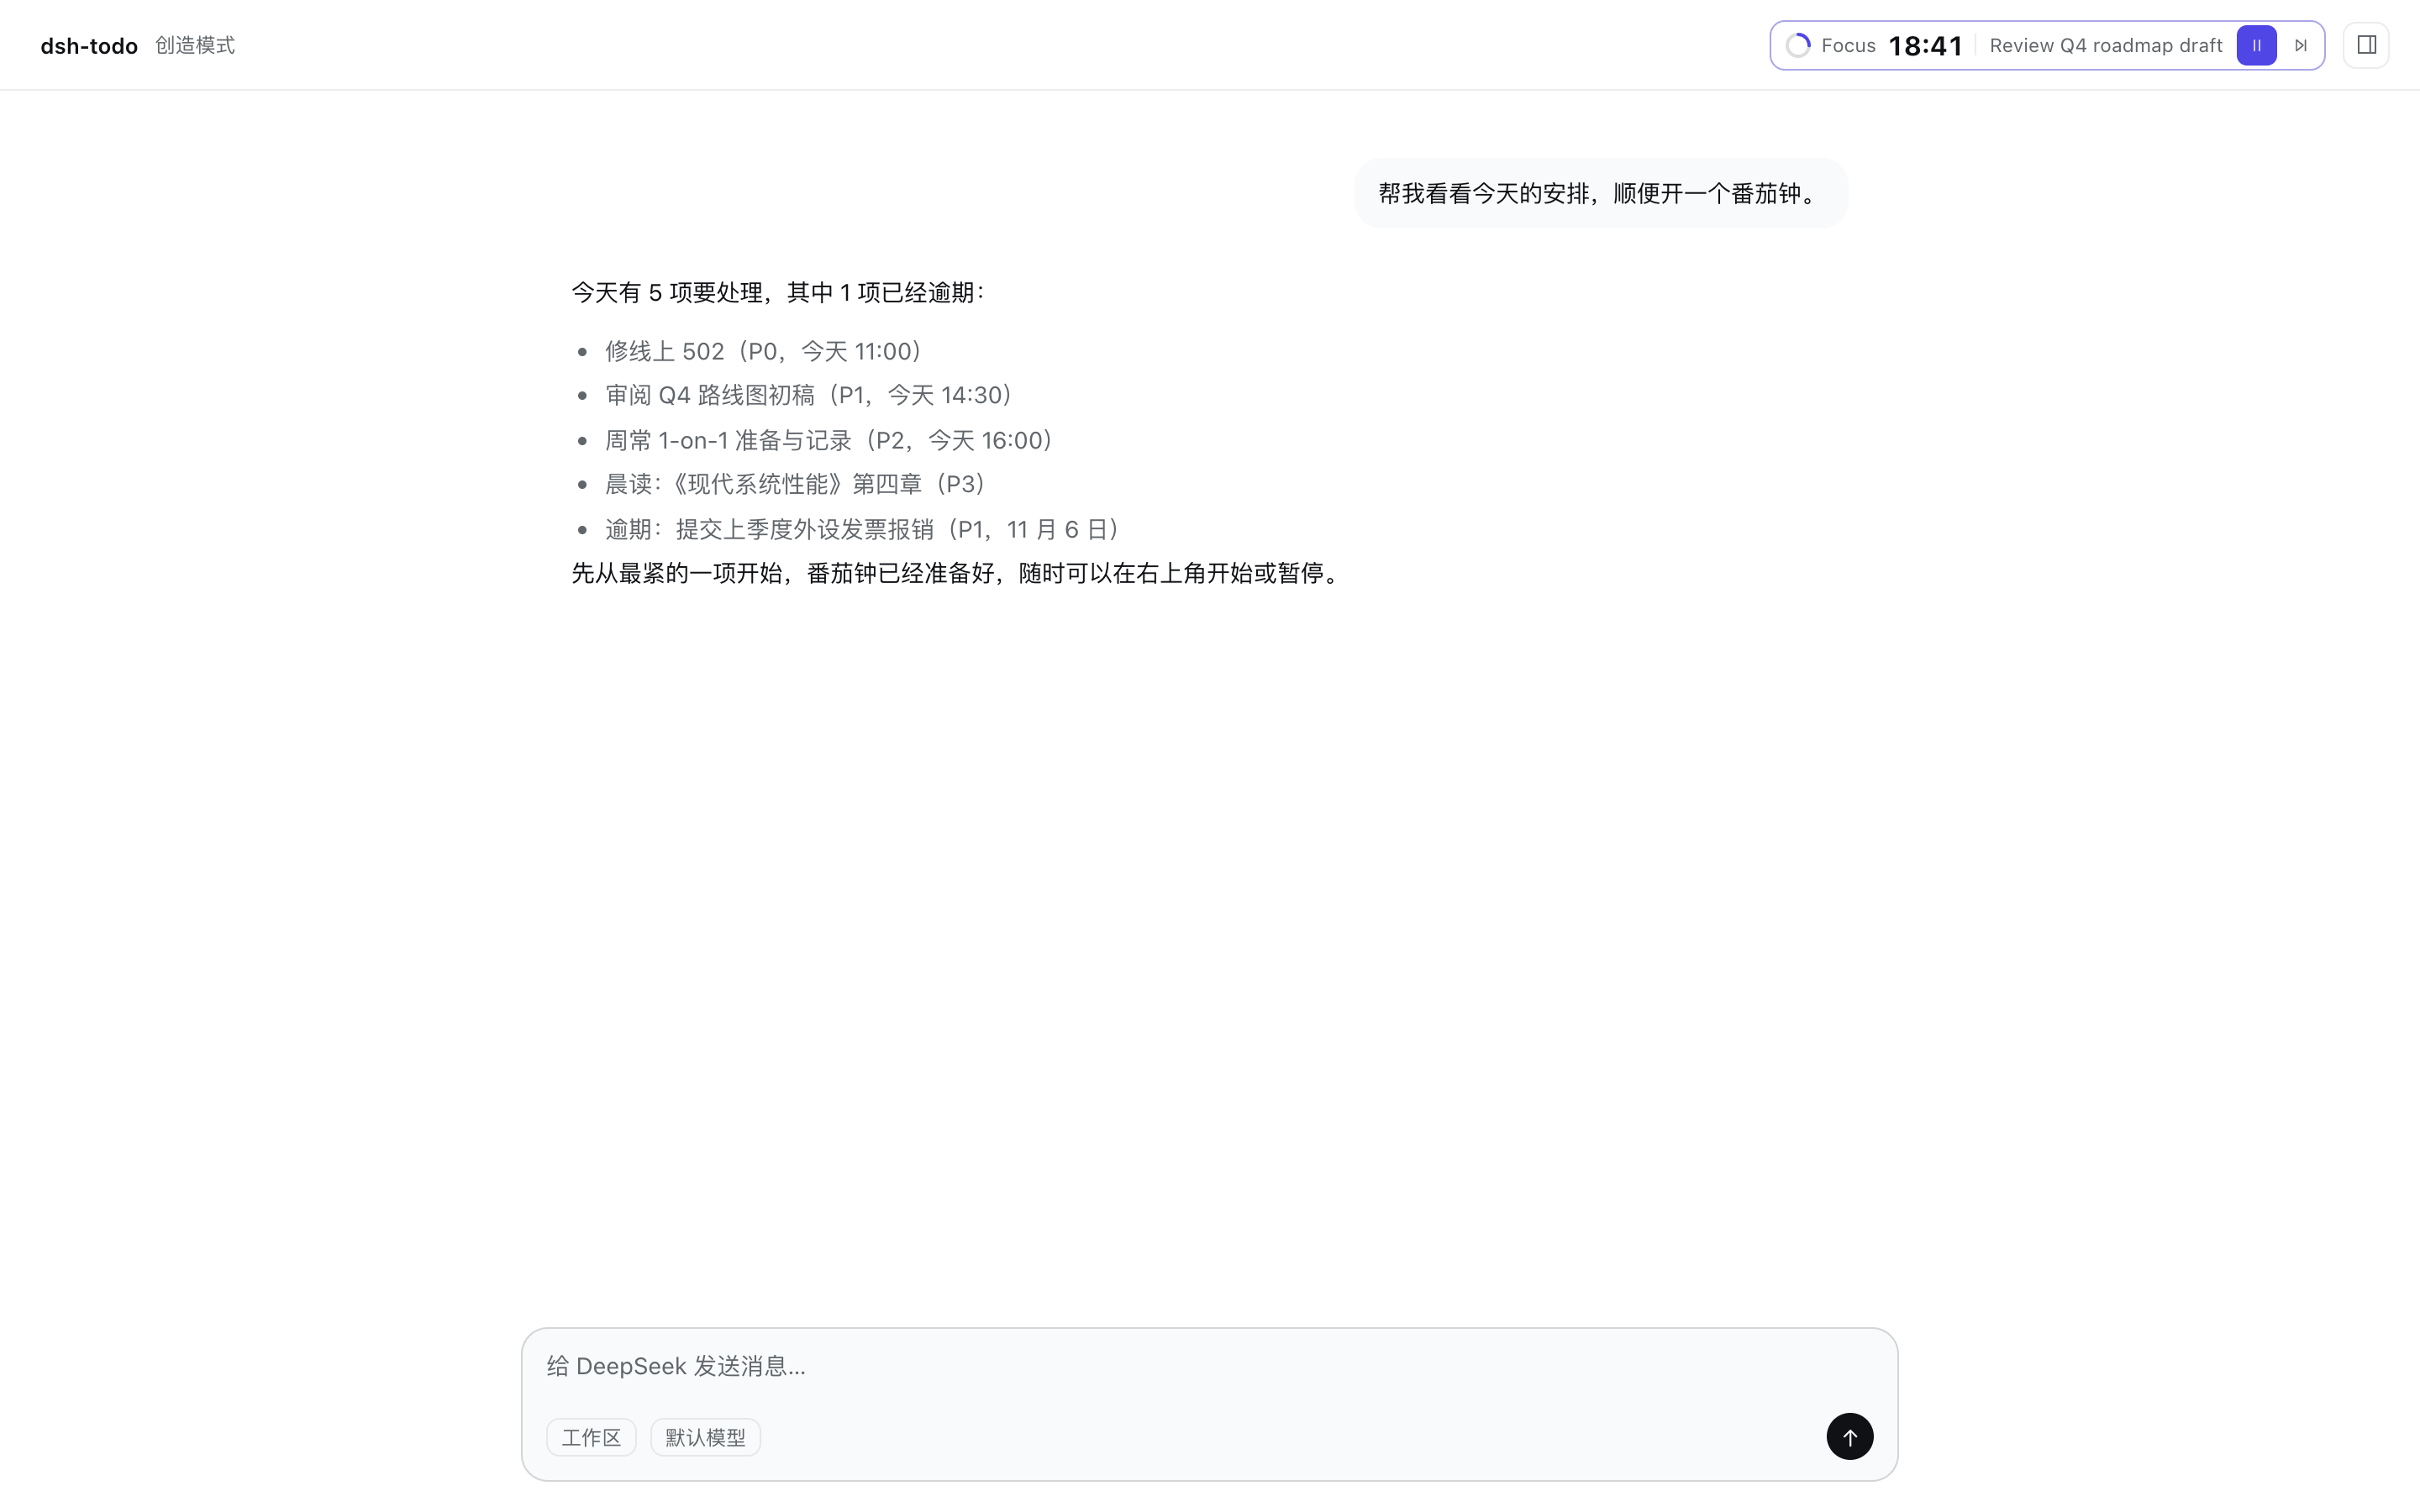 dsh-todo 创造模式
Focus 18:41 Review Q4 roadmap draft
帮我看看今天的安排，顺便开一个番茄钟。
今天有 5 项要处理，其中 1 项已经逾期：
• 修线上 502（P0，今天 11:00）
• 审阅 Q4 路线图初稿（P1，今天 14:30）
• 周常 1-on-1 准备与记录（P2，今天 16:00）
• 晨读：《现代系统性能》第四章（P3）
• 逾期：提交上季度外设发票报销（P1，11 月 6 日）
先从最紧的一项开始，番茄钟已经准备好，随时可以在右上角开始或暂停。
给 DeepSeek 发送消息...
工作区 默认模型